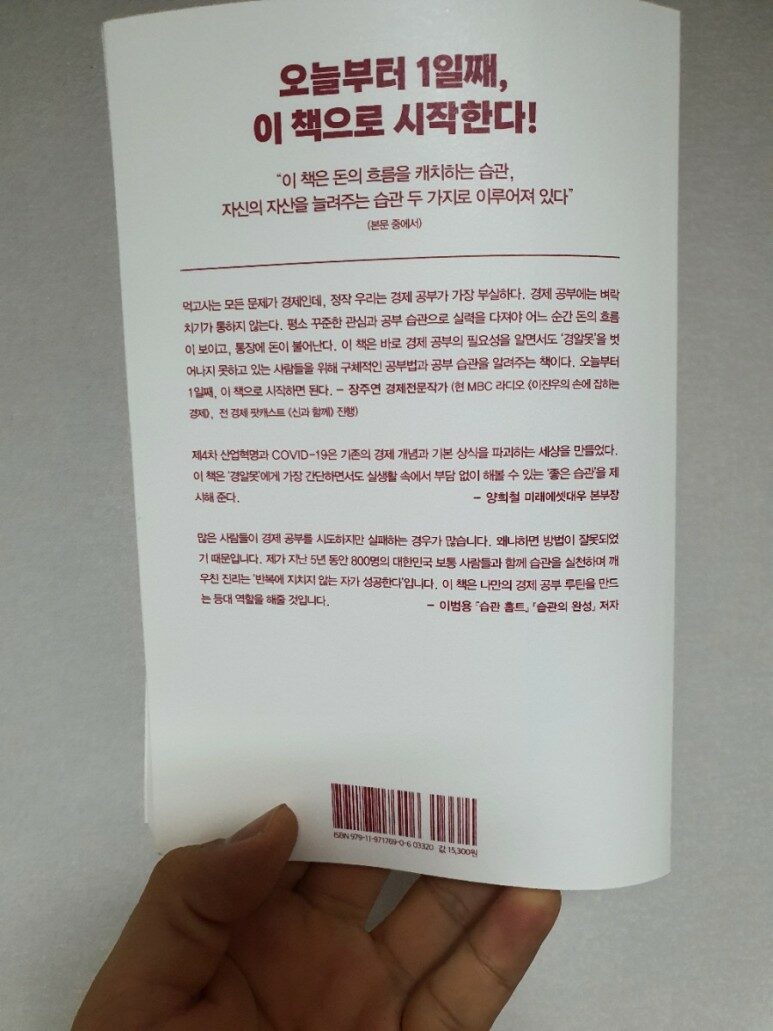 오늘부터 1일째,
이 책으로 시작한다!
“이 책은 돈의 흐름을 캐치하는 습관,
자신의 자산을 늘려주는 습관 두 가지로 이루어져 있다”
(본문 중에서)
먹고사는 모든 문제가 경제인데, 정작 우리는 경제 공부가 가장 부실하다. 경제 공부에는 벼락
치기가 통하지 않는다. 평소 꾸준한 관심과 공부 습관으로 실력을 다져야 어느 순간 돈의 흐름
이 보이고, 통장에 돈이 불어난다. 이 책은 바로 경제 공부의 필요성을 알면서도 ‘경알못’을 벗
어나지 못하고 있는 사람들을 위해 구체적인 공부법과 공부 습관을 알려주는 책이다. 오늘부터
1일째, 이 책으로 시작하면 된다. – 장주연 경제전문작가 (현 MBC 라디오 《이진우의 손에 잡히는
경제》, 전 경제 팟캐스트 《신과 함께》 진행)
제4차 산업혁명과 COVID-19은 기존의 경제 개념과 기본 상식을 파괴하는 세상을 만들었다.
이 책은 ‘경알못’에게 가장 간단하면서도 실생활 속에서 부담 없이 해볼 수 있는 ‘좋은 습관’을 제
시해 준다. – 양희철 미래에셋대우 본부장
많은 사람들이 경제 공부를 시도하지만 실패하는 경우가 많습니다. 왜냐하면 방법이 잘못되었
기 때문입니다. 제가 지난 5년 동안 800명의 대한민국 보통 사람들과 함께 습관을 실천하며 깨
우친 진리는 ‘반복에 지치지 않는 자가 성공한다’입니다. 이 책은 나만의 경제 공부 루틴을 만드
는 등대 역할을 해줄 것입니다. – 이범용 『습관 홈트』, 『습관의 완성』 저자
ISBN 979-11-971769-0-6 03320 값 15,300원